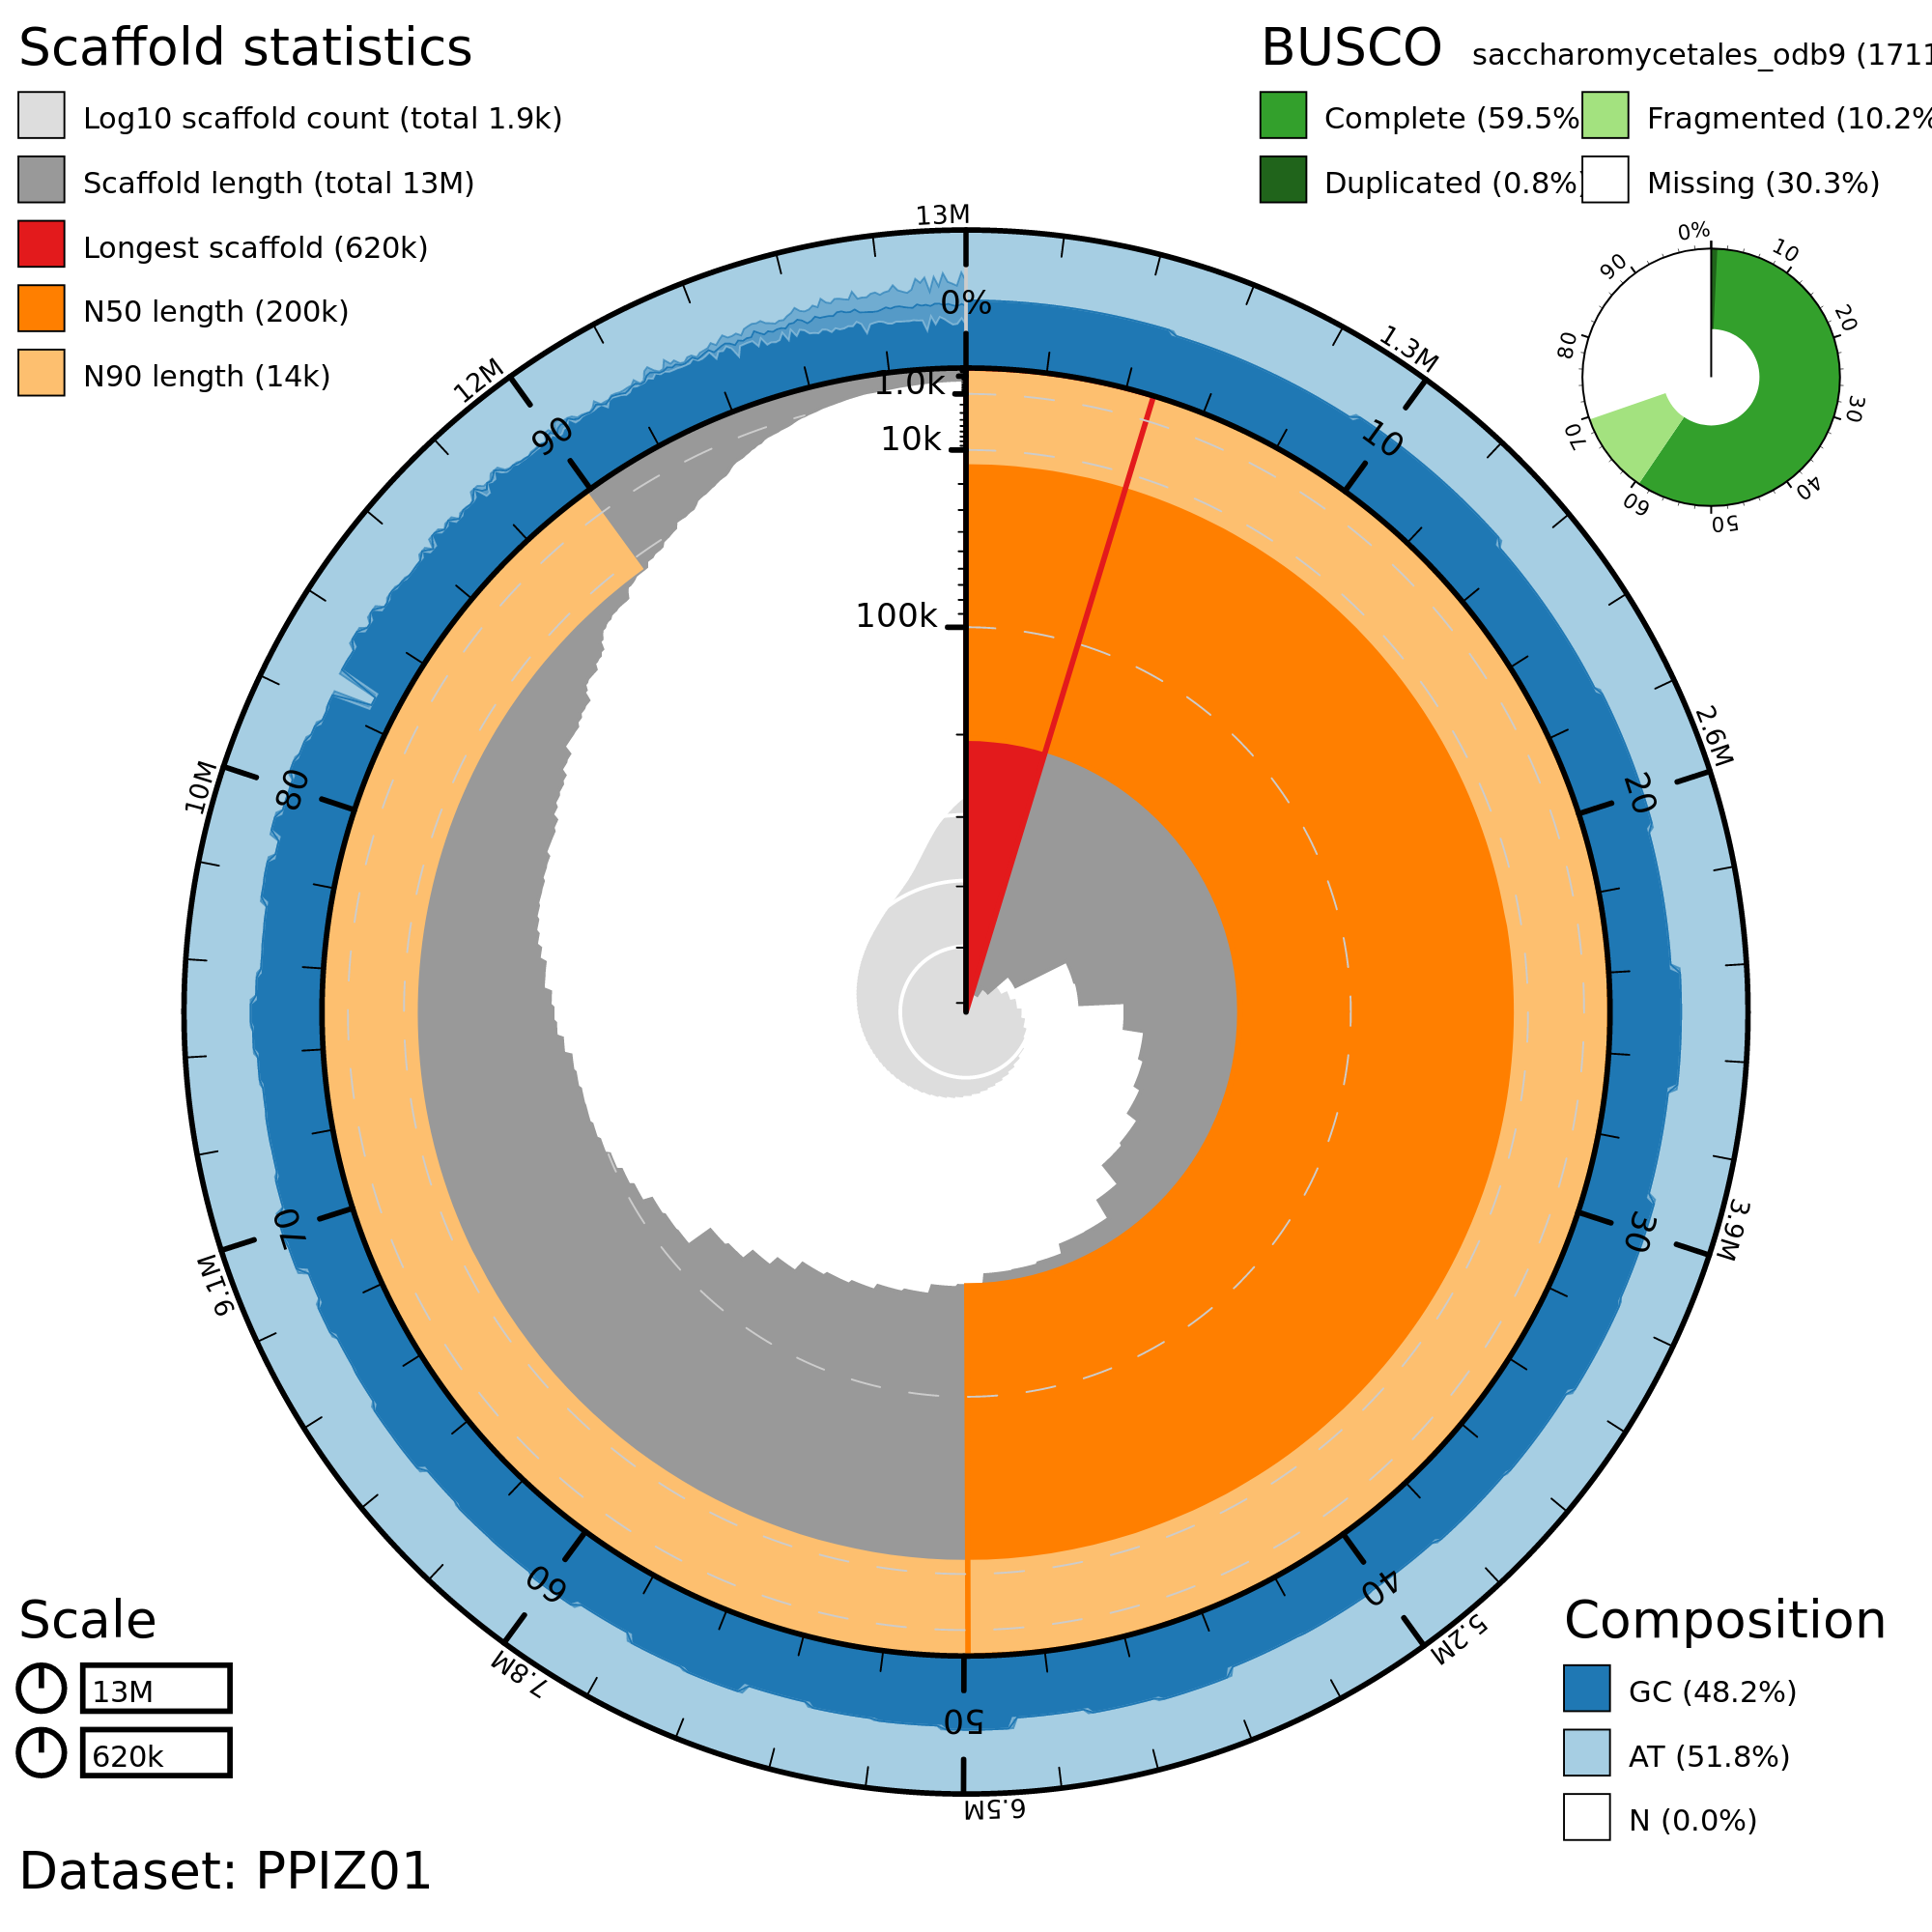 Scaffold statistics
Log10 scaffold count (total 1.9k)
Scaffold length (total 13M)
Longest scaffold (620k)
N50 length (200k)
N90 length (14k)
BUSCO saccharomycetales_odb9 (1711
Complete (59.5%
Fragmented (10.2%
Duplicated (0.8%)
Missing (30.3%)
0%
10
20
30
40
50
60
70
80
90
13M
1.3M
2.6M
3.9M
5.2M
6.5M
7.8M
9.1M
10M
12M
0%
10
20
30
40
50
60
70
80
90
1.0k
10k
100k
Scale
13M
620k
Composition
GC (48.2%)
AT (51.8%)
N (0.0%)
Dataset: PPIZ01